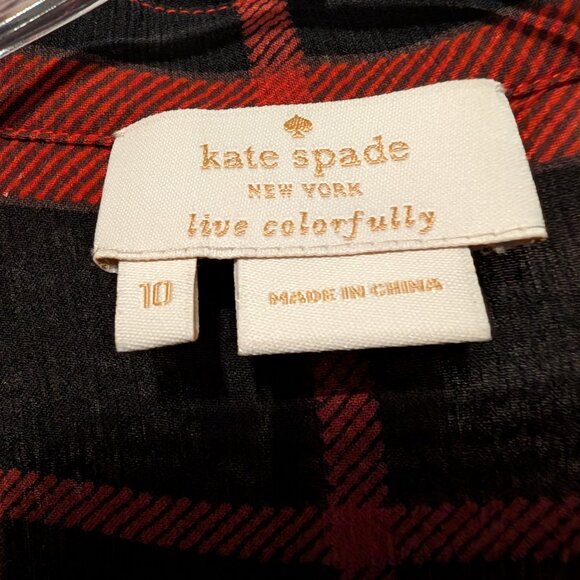 kate spade
NEW YORK
live colorfully
10
MADE IN CHINA